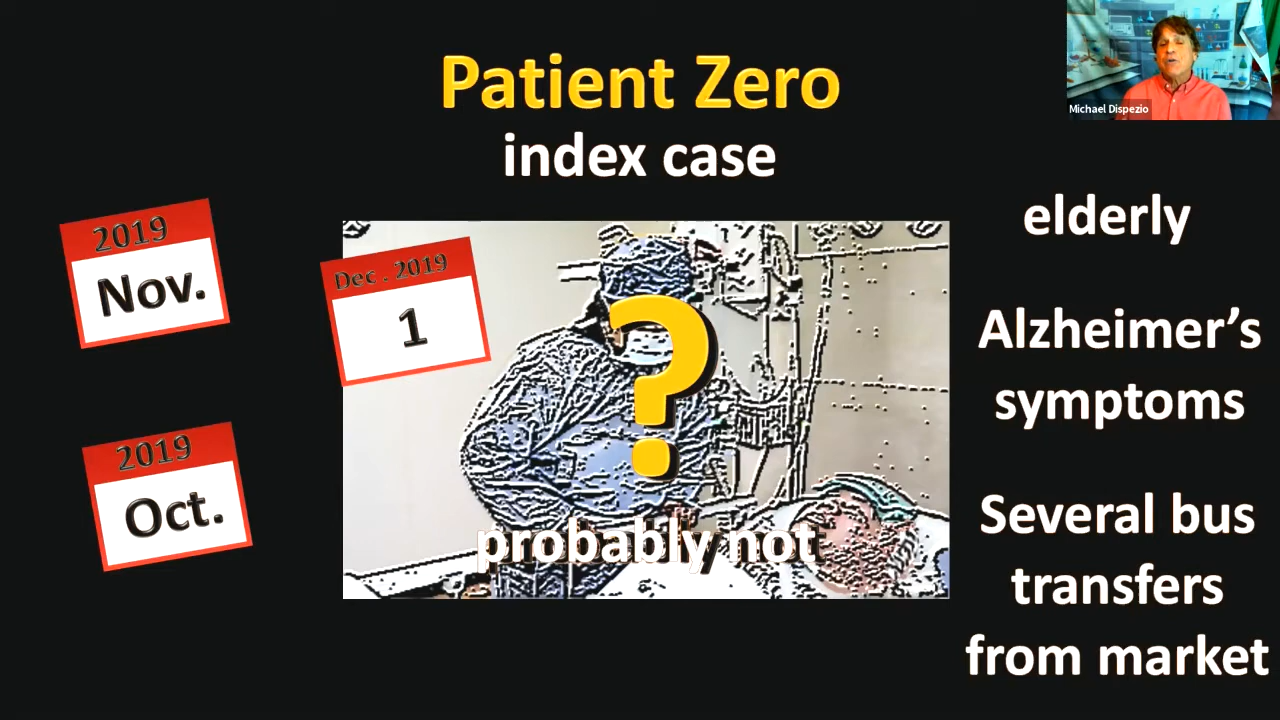 Patient Zero
index case
Michael Dispezio
2019
Nov.
Dec . 2019
1
2019
Oct.
?
probably not
elderly
Alzheimer’s
symptoms
Several bus
transfers
from market